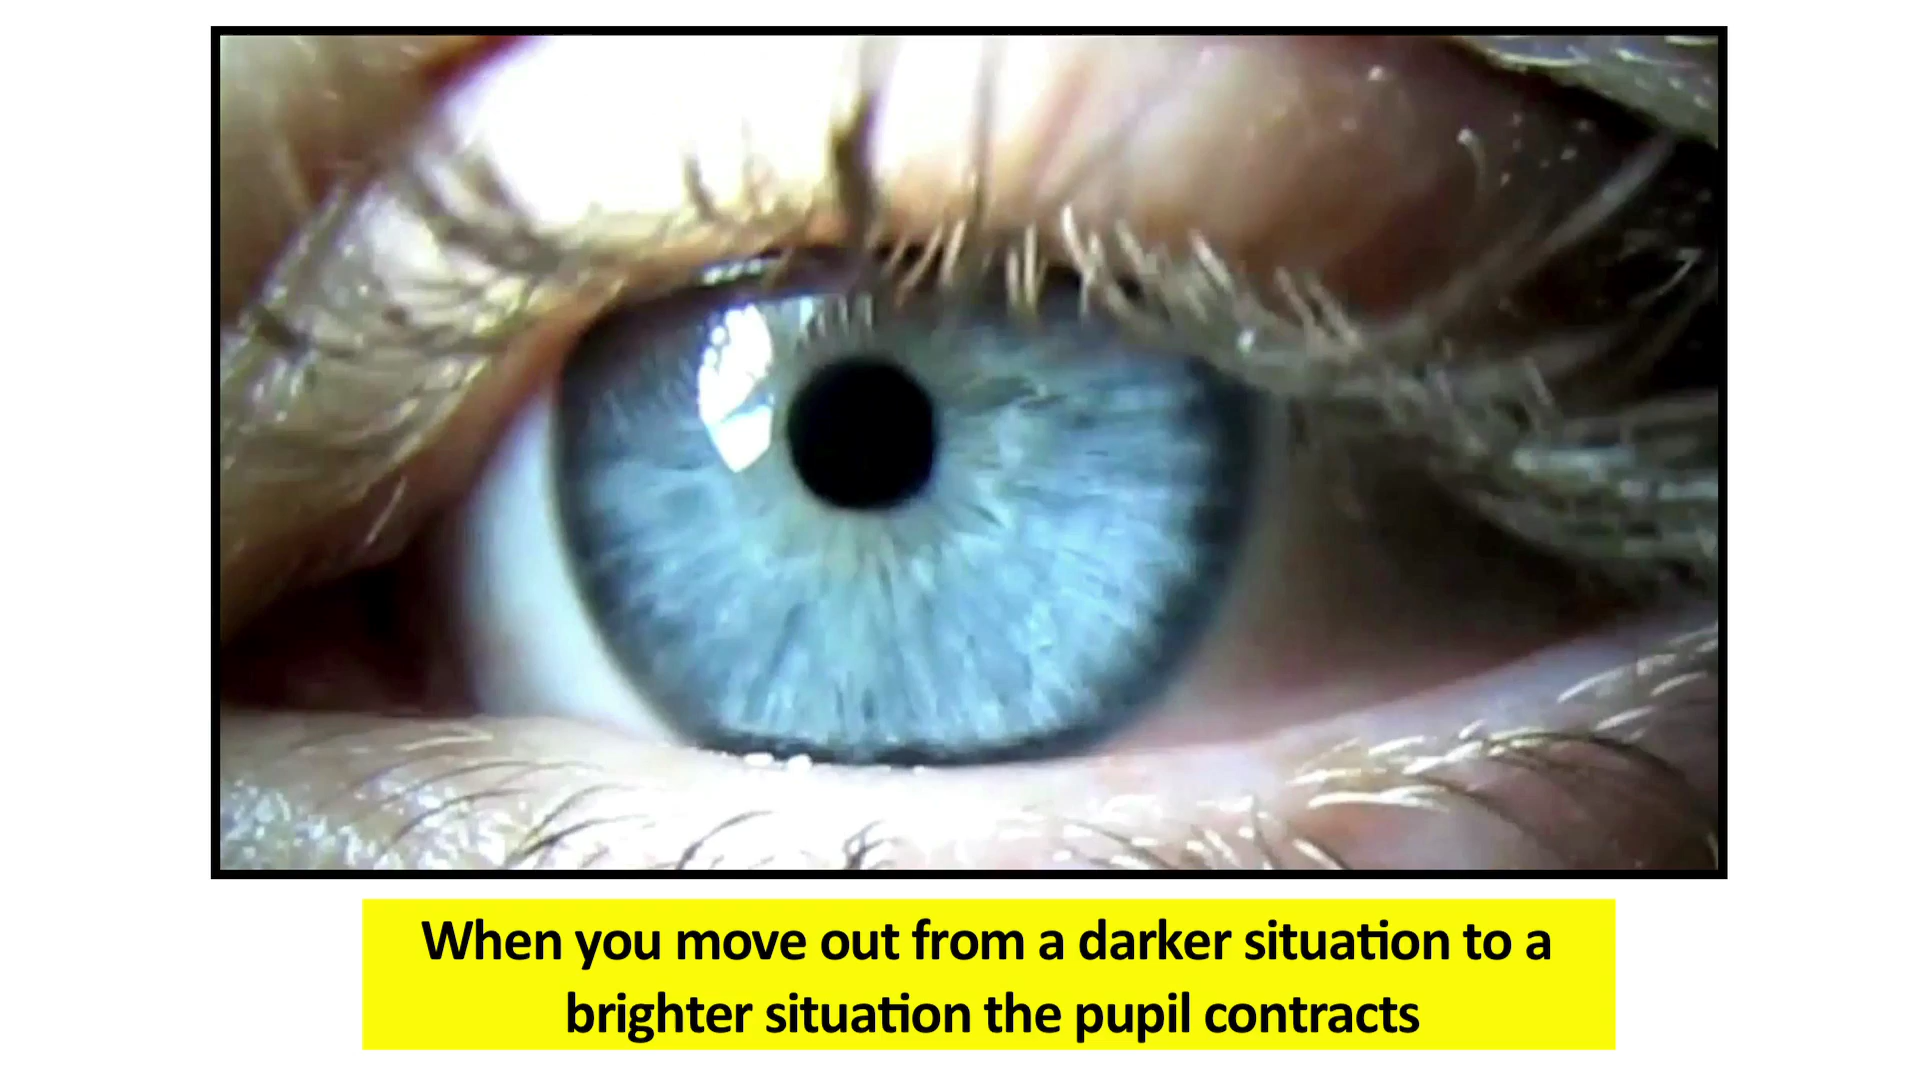 When you move out from a darker situation to a
brighter situation the pupil contracts